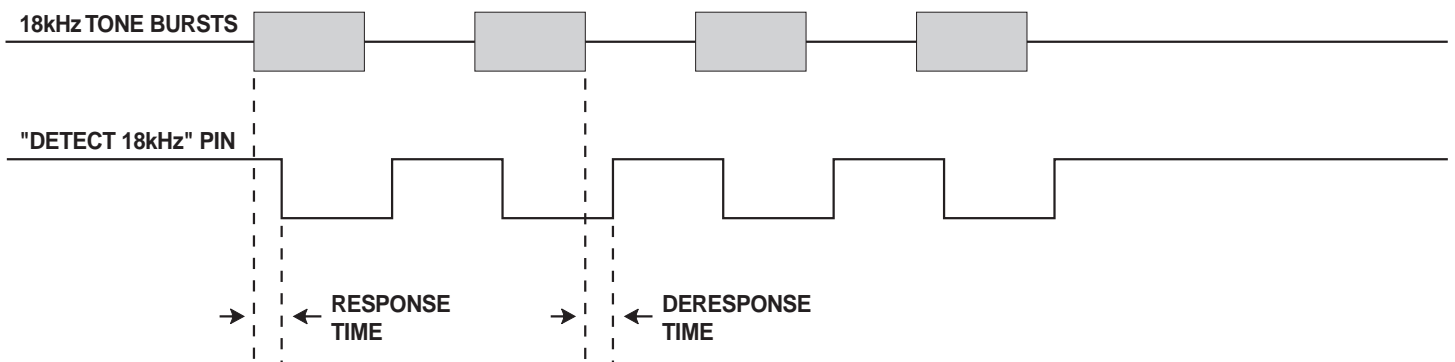 18kHz TONE BURSTS
"DETECT 18kHz" PIN
RESPONSE
TIME
DERESPONSE
TIME